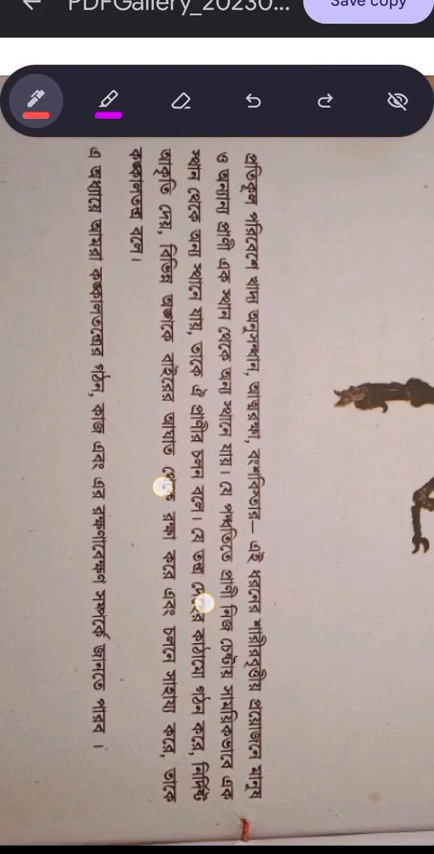 PDFGallery_20230...
Save copy
প্রতিকূল পরিবেশে খাদ্য অনুসন্ধান, আত্মরক্ষা, বংশবিস্তার— এই ধরনের শারীরবৃত্তীয় প্রয়োজনে মানুষ
ও অন্যান্য প্রাণী এক স্থান থেকে অন্য স্থানে যায়। যে পদ্ধতিতে প্রাণী নিজ চেষ্টায় সাময়িকভাবে এক
স্থান থেকে অন্য স্থানে যায়, তাকে ঐ প্রাণীর চলন বলে। যে তন্ত্র দেহের কাঠামো গঠন করে, নির্দিষ্ট
আকৃতি দেয়, বিভিন্ন অঙ্গকে বাইরের আঘাত থেকে রক্ষা করে এবং চলনে সাহায্য করে, তাকে
কঙ্কালতন্ত্র বলে।
এ অধ্যায়ে আমরা কঙ্কালতন্ত্রের গঠন, কাজ এবং এর রক্ষণাবেক্ষণ সম্পর্কে জানতে পারব।